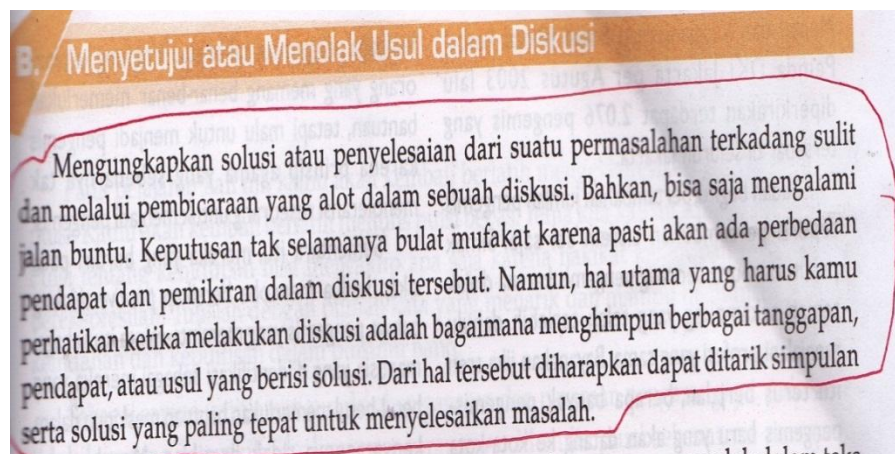 B. Menyetujui atau Menolak Usul dalam Diskusi
Mengungkapkan solusi atau penyelesaian dari suatu permasalahan terkadang sulit
dan melalui pembicaraan yang alot dalam sebuah diskusi. Bahkan, bisa saja mengalami
jalan buntu. Keputusan tak selamanya bulat mufakat karena pasti akan ada perbedaan
pendapat dan pemikiran dalam diskusi tersebut. Namun, hal utama yang harus kamu
perhatikan ketika melakukan diskusi adalah bagaimana menghimpun berbagai tanggapan,
pendapat, atau usul yang berisi solusi. Dari hal tersebut diharapkan dapat ditarik simpulan
serta solusi yang paling tepat untuk menyelesaikan masalah.